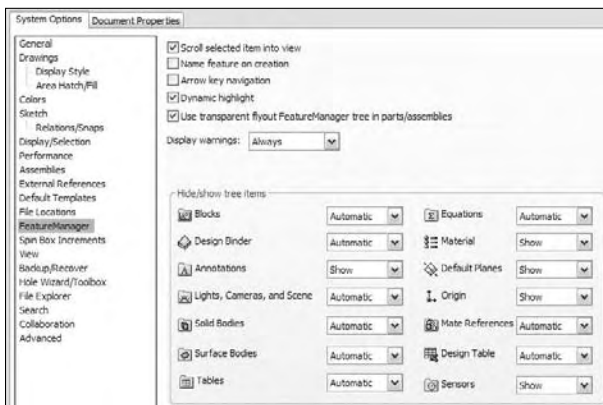 System Options Document Properties
General
Drawings
Display Style
Area Hatch/Fill
Colors
Sketch
Relations/Snaps
Display/Selection
Performance
Assemblies
External References
Default Templates
File Locations
FeatureManager
Spin Box Increments
View
Backup/Recover
Hole Wizard/Toolbox
File Explorer
Search
Collaboration
Advanced
Scroll selected item into view
Name feature on creation
Arrow key navigation
Dynamic highlight
Use transparent flyout FeatureManager tree in parts/assemblies
Display warnings: Always
Hide/show tree items
Blocks Automatic Equations Automatic
Design Binder Automatic Material Show
Annotations Show Default Planes Show
Lights, Cameras, and Scene Automatic Origin Show
Solid Bodies Automatic Mate References Automatic
Surface Bodies Automatic Design Table Automatic
Tables Automatic Sensors Show